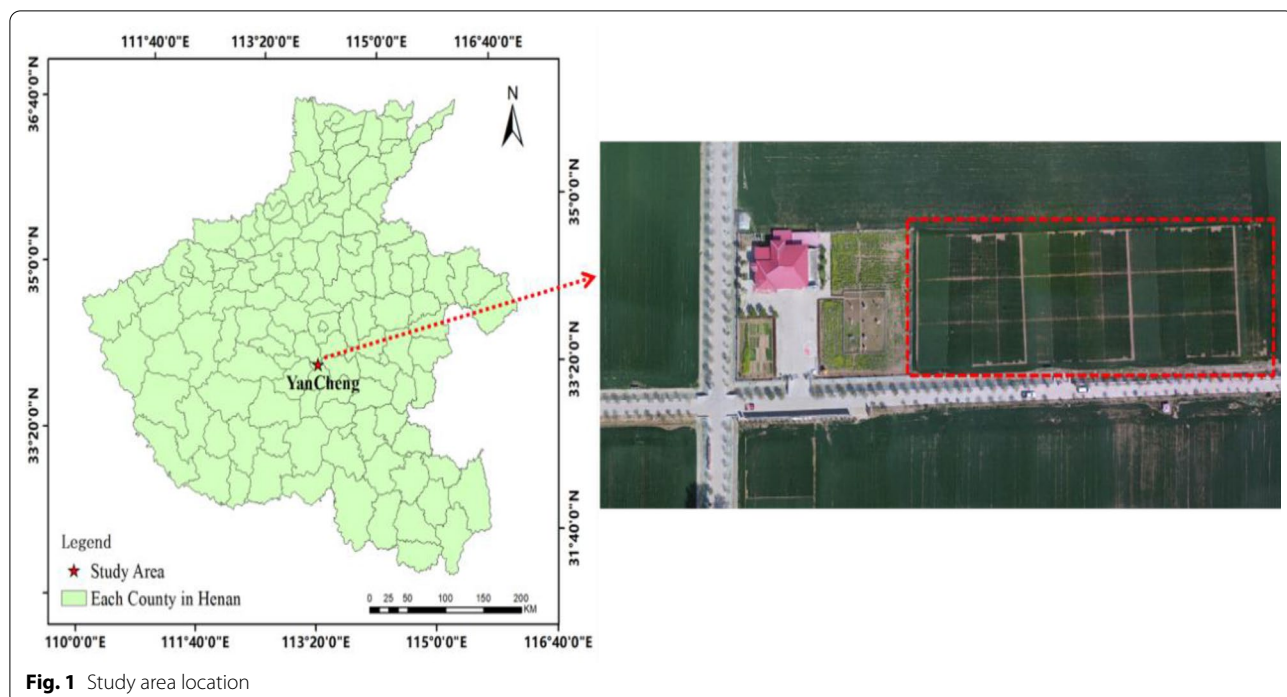 111°40'0"E 113°20'0"E 115°0'0"E 116°40'0"E
36°40'0"N
N
35°0'0"N
35°0'0"N
33°20'0"N
YanCheng
33°20'0"N
31°40'0"N
Legend
Study Area
Each County in Henan
0 25 50 100 150 200
KM
110°0'0"E 111°40'0"E 113°20'0"E 115°0'0"E 116°40'0"E
Fig. 1 Study area location